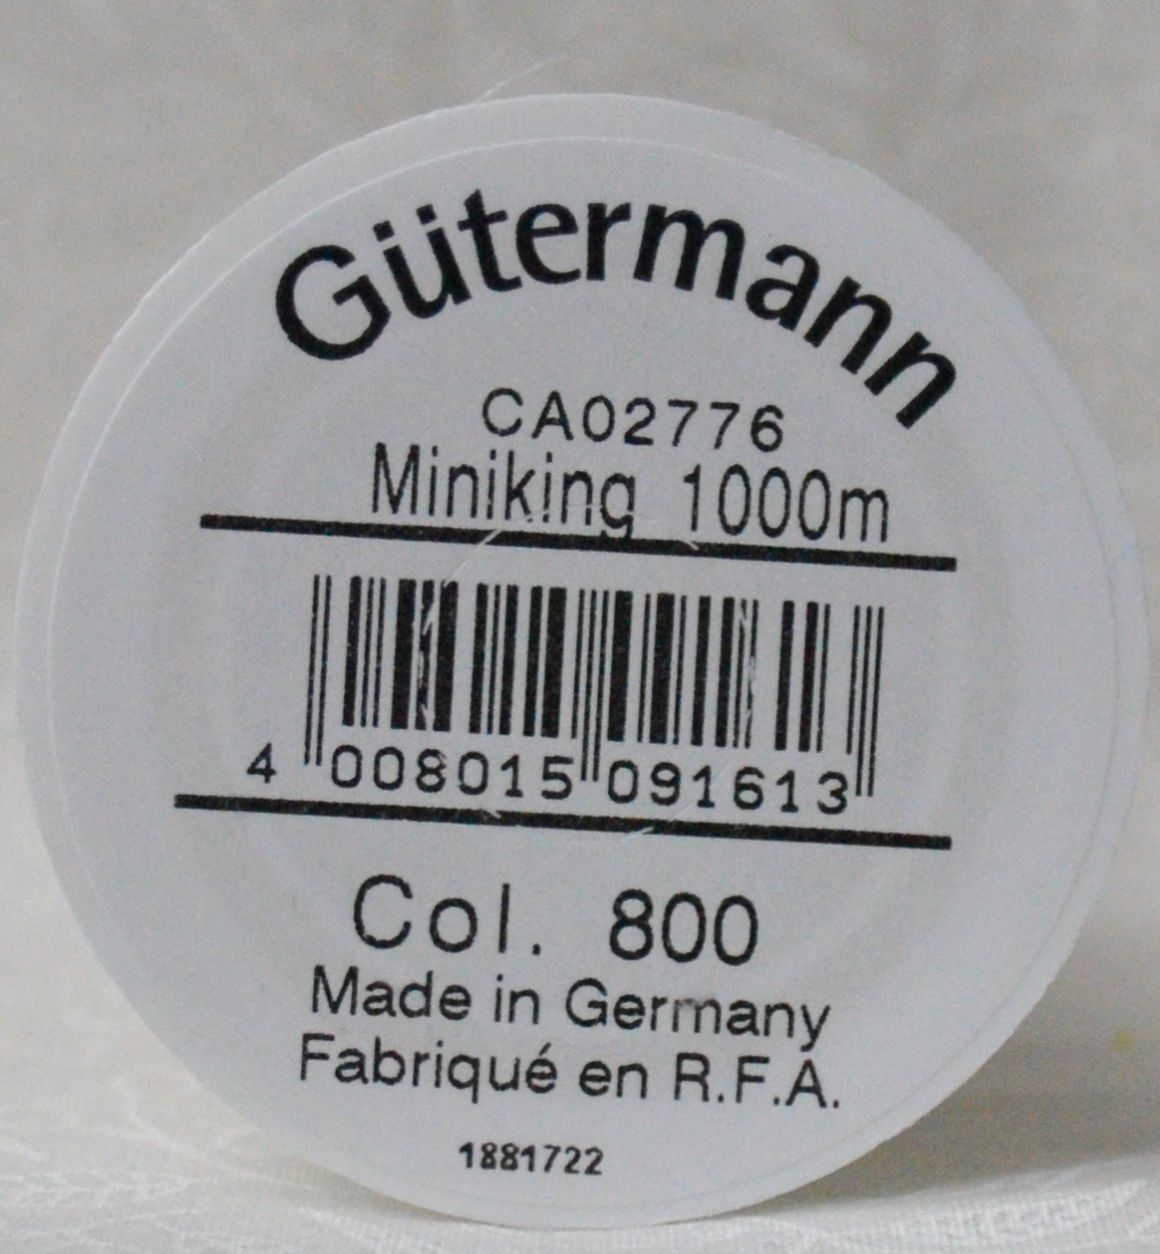 Gütermann
CA02776
Miniking 1000m
4 008015 091613
Col. 800
Made in Germany
Fabriqué en R.F.A.
1881722